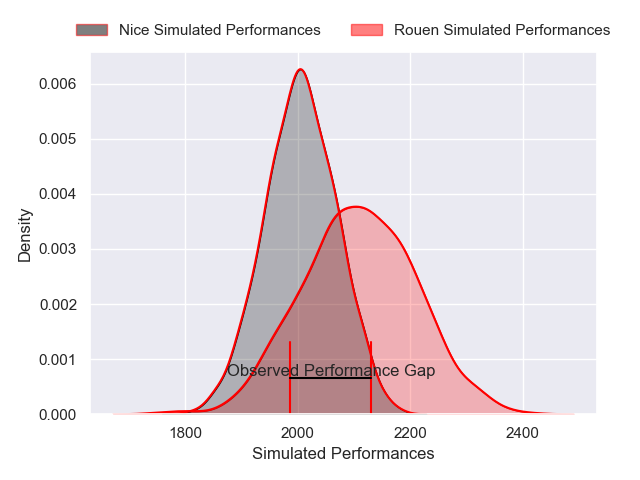 Nice Simulated Performances
Rouen Simulated Performances
0.006
0.005
0.004
0.003
0.002
0.001
0.000
Density
Observed Performance Gap
1800
2000
2200
2400
Simulated Performances